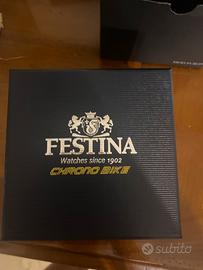 FESTINA
Watches since 1902
CHRONO BIKE
subito